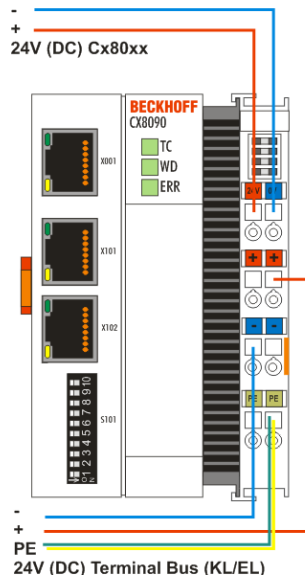 -
+
24V (DC) Cx80xx
BECKHOFF
CX8090
TC
WD
ERR
X001
X101
X102
S101
1 2 3 4 5 6 7 8 9 10
24V 0V
+ +
- -
PE PE
-
+
PE
24V (DC) Terminal Bus (KL/EL)